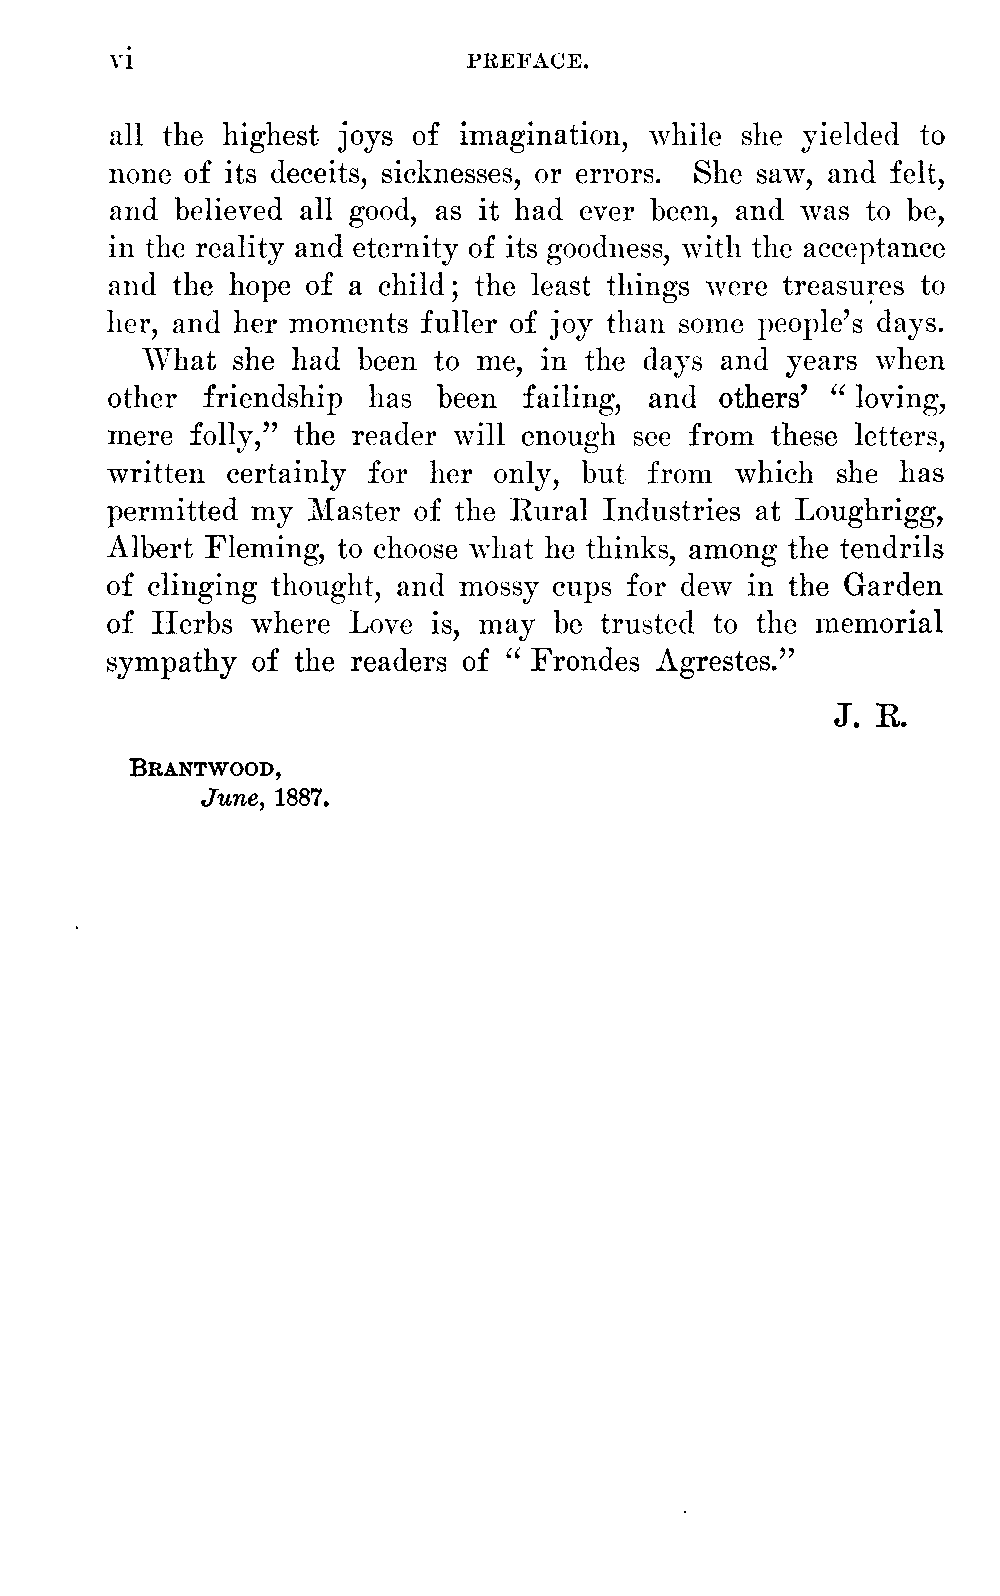 vi PREFACE.
all the highest joys of imagination, while she yielded to
none of its deceits, sicknesses, or errors. She saw, and felt,
and believed all good, as it had ever been, and was to be,
in the reality and eternity of its goodness, with the acceptance
and the hope of a child; the least things were treasures to
her, and her moments fuller of joy than some people's days.
What she had been to me, in the days and years when
other friendship has been failing, and others' “ loving,
mere folly,” the reader will enough see from these letters,
written certainly for her only, but from which she has
permitted my Master of the Rural Industries at Loughrigg,
Albert Fleming, to choose what he thinks, among the tendrils
of clinging thought, and mossy cups for dew in the Garden
of Herbs where Love is, may be trusted to the memorial
sympathy of the readers of “ Frondes Agrestes.”
J. R.
BRANTWOOD,
June, 1887.